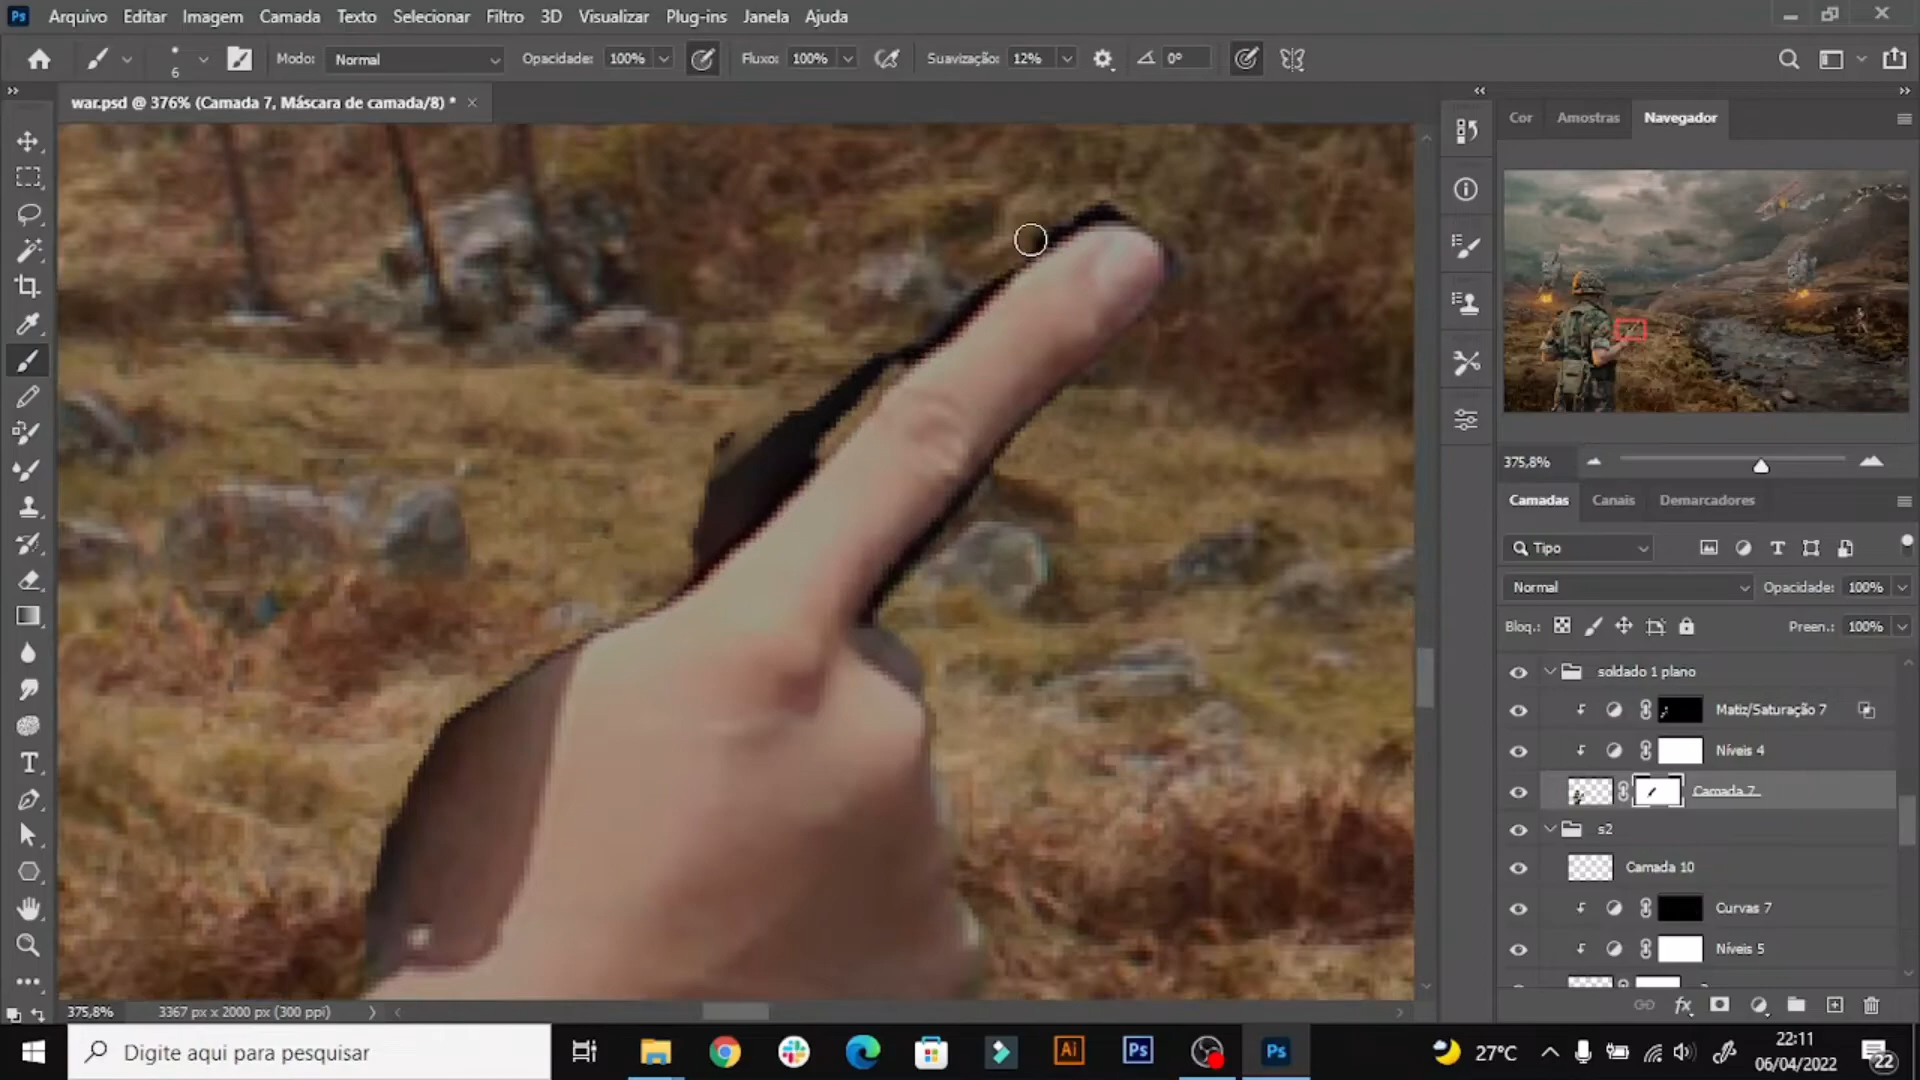 Ps Arquivo Editar Imagem Camada Texto Selecionar Filtro 3D Visualizar Plug-ins Janela Ajuda
6 Modo: Normal Opacidade: 100% Fluxo: 100% Suavização: 12% 0°
war.psd @ 376% (Camada 7, Máscara de camada/8) *
Cor Amostras Navegador
375,8%
Camadas Canais Demarcadores
Tipo
Normal Opacidade: 100%
Bloq.: Preen.: 100%
soldado 1 plano
Matiz/Saturação 7
Níveis 4
Camada 7
s2
Camada 10
Curvas 7
Níveis 5
fx
375,8% 3367 px x 2000 px (300 ppi)
Digite aqui para pesquisar
Ai Ps Ps
27°C
22:11
06/04/2022
22